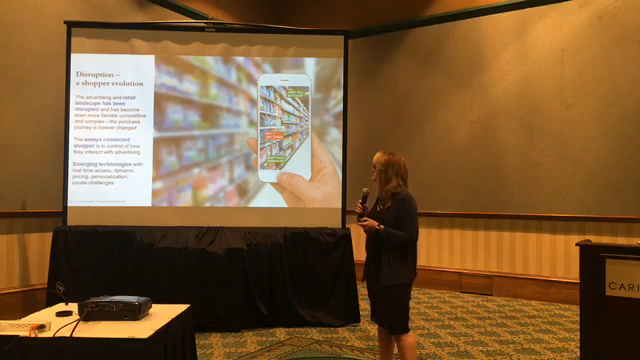 Disruption –
a shopper evolution
The advertising and retail
landscape has been
disrupted and has become
even more fiercely competitive
and complex—the purchase
journey is forever changed
The always connected
shopper is in control of how
they interact with advertising
Emerging technologies with
real time access, dynamic
pricing, personalization,
create challenges
CARI